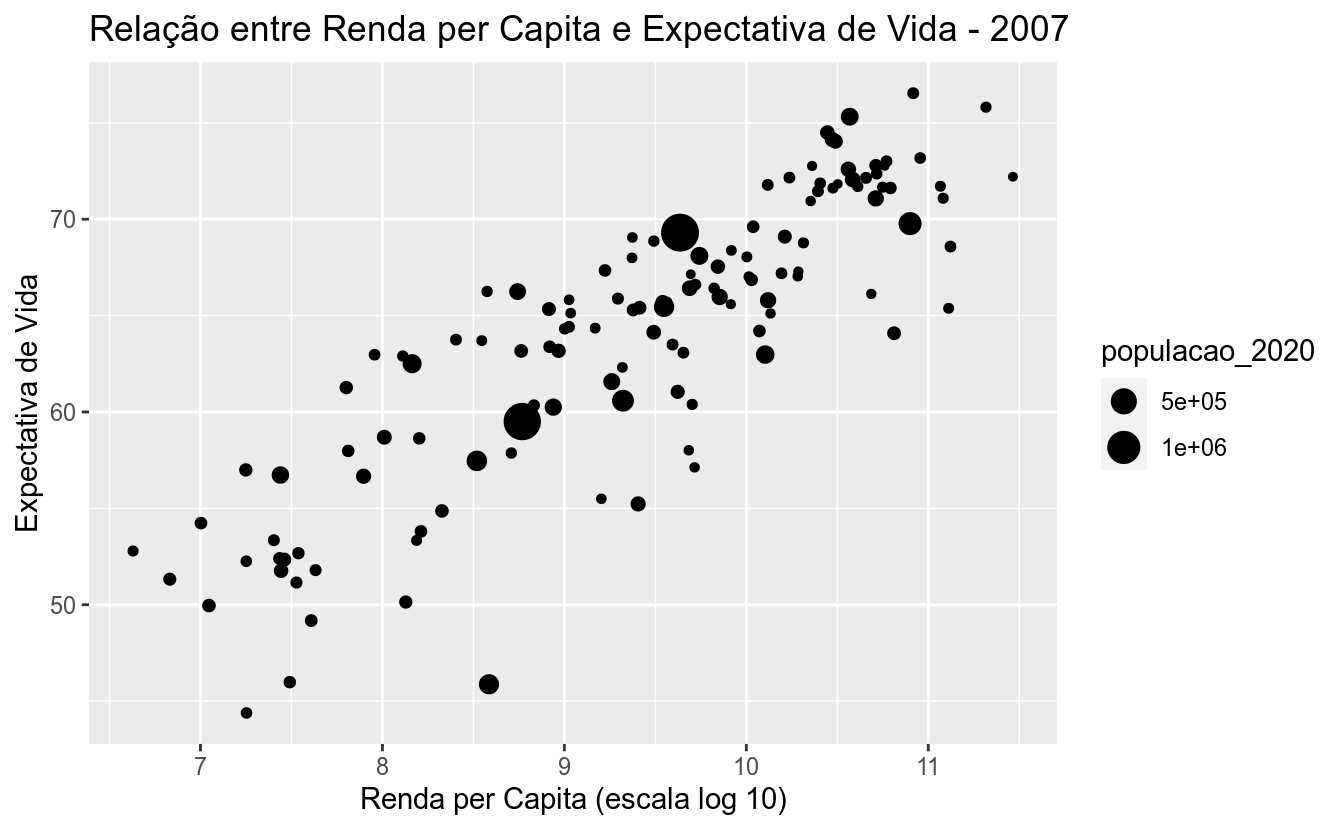 Relação entre Renda per Capita e Expectativa de Vida - 2007
Expectativa de Vida
70
60
50
7 8 9 10 11
Renda per Capita (escala log 10)
populacao_2020
5e+05
1e+06